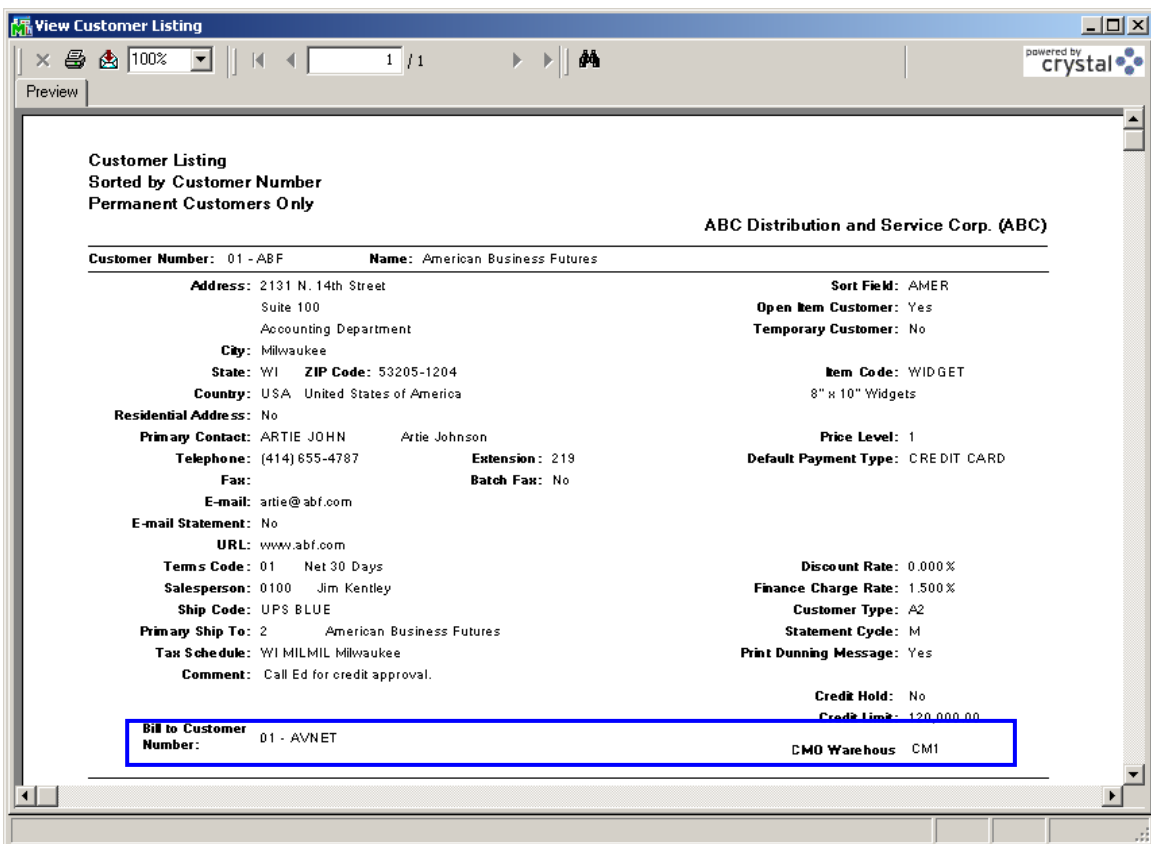 View Customer Listing
100% 1 /1 powered by crystal
Preview
Customer Listing
Sorted by Customer Number
Permanent Customers Only
ABC Distribution and Service Corp. (ABC)
Customer Number: 01 - ABF Name: American Business Futures
Address: 2131 N. 14th Street Sort Field: AMER
Suite 100 Open Item Customer: Yes
Accounting Department Temporary Customer: No
City: Milwaukee
State: WI ZIP Code: 53205-1204 Item Code: WIDGET
Country: USA United States of America 8" x 10" Widgets
Residential Address: No
Primary Contact: ARTIE JOHN Artie Johnson Price Level: 1
Telephone: (414) 655-4787 Extension: 219 Default Payment Type: CREDIT CARD
Fax: Batch Fax: No
E-mail: artie@abf.com
E-mail Statement: No
URL: www.abf.com
Terms Code: 01 Net 30 Days Discount Rate: 0.000%
Salesperson: 0100 Jim Kentley Finance Charge Rate: 1.500%
Ship Code: UPS BLUE Customer Type: A2
Primary Ship To: 2 American Business Futures Statement Cycle: M
Tax Schedule: WI MILMIL Milwaukee Print Dunning Message: Yes
Comment: Call Ed for credit approval.
Credit Hold: No
Credit Limit: 120,000.00
Bill to Customer
Number: 01 - AVNET
CMO Warehous CM1